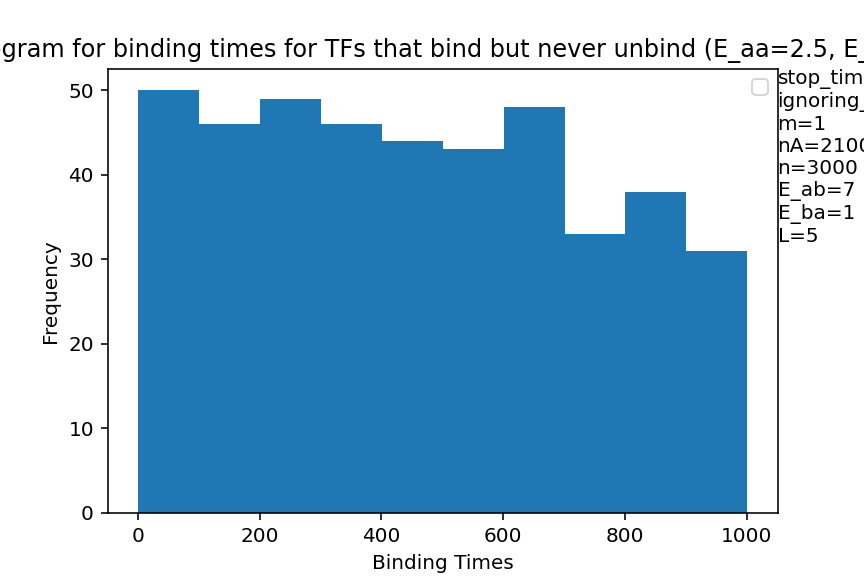 gram for binding times for TFs that bind but never unbind (E_aa=2.5, E_
50
40
30
20
10
0
Frequency
0 200 400 600 800 1000
Binding Times
stop_tim
ignoring_
m=1
nA=2100
n=3000
E_ab=7
E_ba=1
L=5